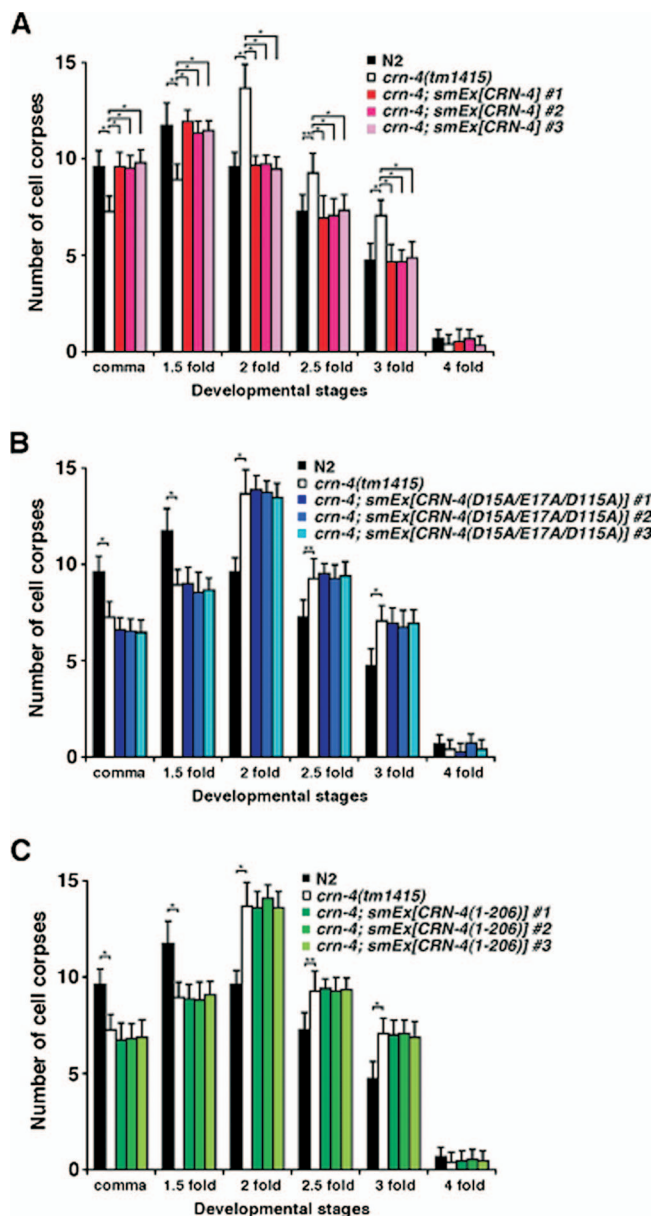 A
15
10
5
0
Number of cell corpses
N2
crn-4(tm1415)
crn-4; smEx[CRN-4] #1
crn-4; smEx[CRN-4] #2
crn-4; smEx[CRN-4] #3
comma 1.5 fold 2 fold 2.5 fold 3 fold 4 fold
Developmental stages
B
15
10
5
0
Number of cell corpses
N2
crn-4(tm1415)
crn-4; smEx[CRN-4(D15A/E17A/D115A)] #1
crn-4; smEx[CRN-4(D15A/E17A/D115A)] #2
crn-4; smEx[CRN-4(D15A/E17A/D115A)] #3
comma 1.5 fold 2 fold 2.5 fold 3 fold 4 fold
Developmental stages
C
15
10
5
0
Number of cell corpses
N2
crn-4(tm1415)
crn-4; smEx[CRN-4(1-206)] #1
crn-4; smEx[CRN-4(1-206)] #2
crn-4; smEx[CRN-4(1-206)] #3
comma 1.5 fold 2 fold 2.5 fold 3 fold 4 fold
Developmental stages